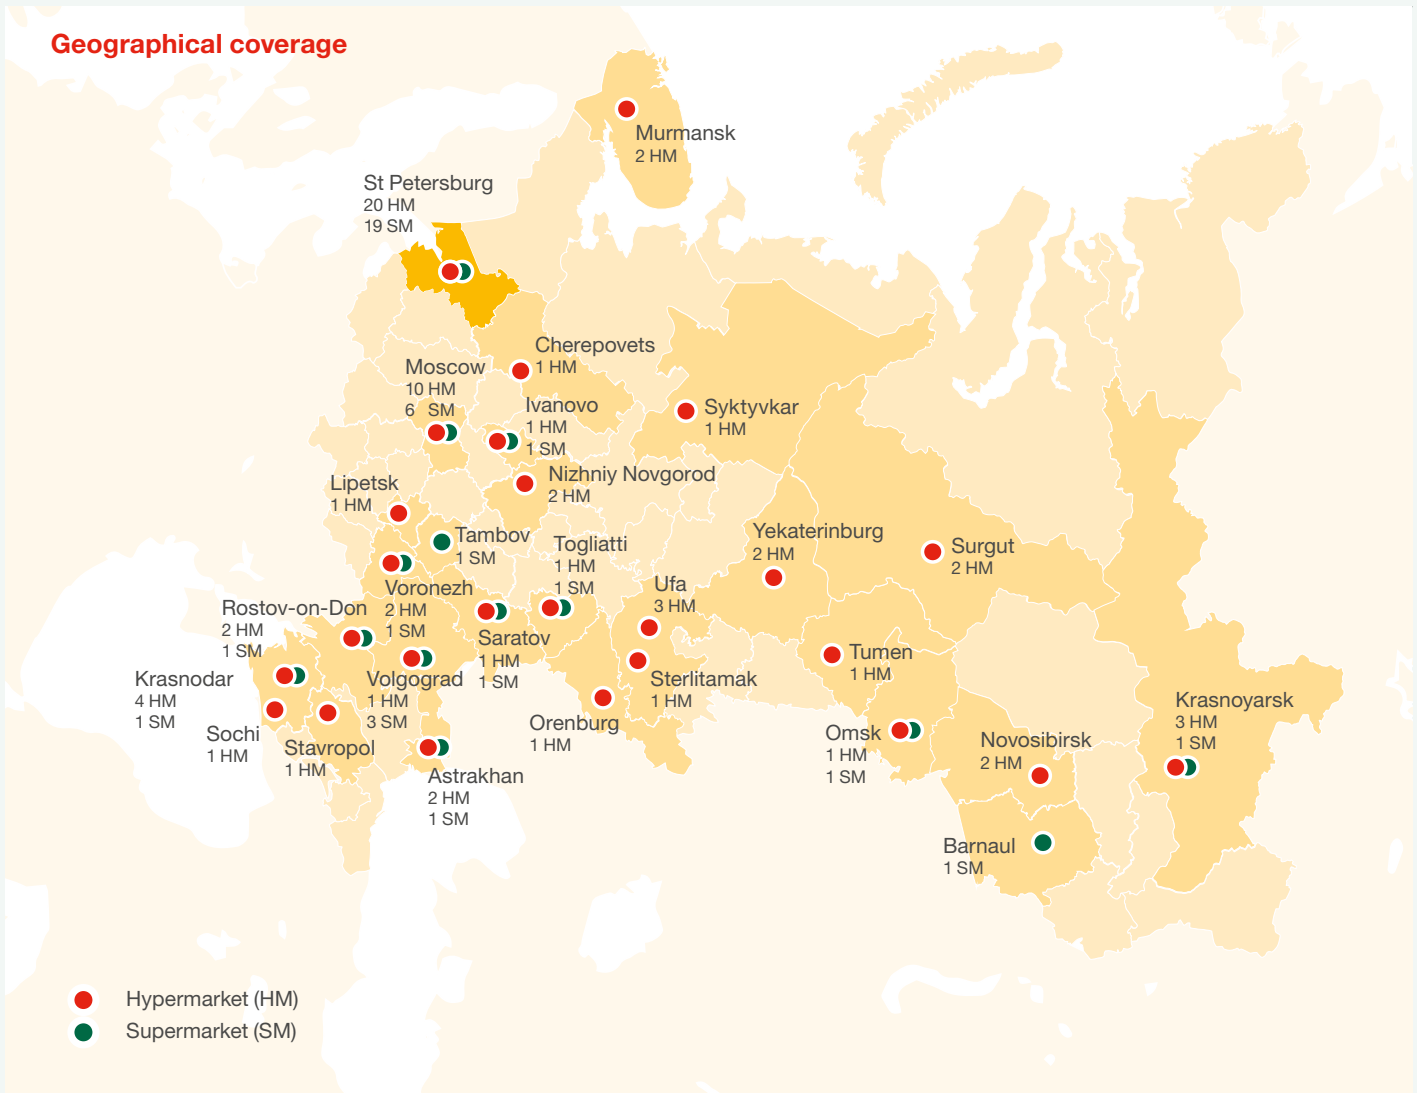 Geographical coverage
Murmansk
2 HM
St Petersburg
20 HM
19 SM
Cherepovets
1 HM
Moscow
10 HM
6 SM
Ivanovo
1 HM
1 SM
Syktyvkar
1 HM
Nizhniy Novgorod
2 HM
Lipetsk
1 HM
Tambov
1 SM
Togliatti
1 HM
1 SM
Yekaterinburg
2 HM
Surgut
2 HM
Ufa
3 HM
Voronezh
2 HM
1 SM
Rostov-on-Don
2 HM
1 SM
Saratov
1 HM
1 SM
Tumen
1 HM
Krasnodar
4 HM
1 SM
Volgograd
1 HM
3 SM
Sterlitamak
1 HM
Krasnoyarsk
3 HM
1 SM
Orenburg
1 HM
Sochi
1 HM
Stavropol
1 HM
Omsk
1 HM
1 SM
Novosibirsk
2 HM
Astrakhan
2 HM
1 SM
Barnaul
1 SM
Hypermarket (HM)
Supermarket (SM)